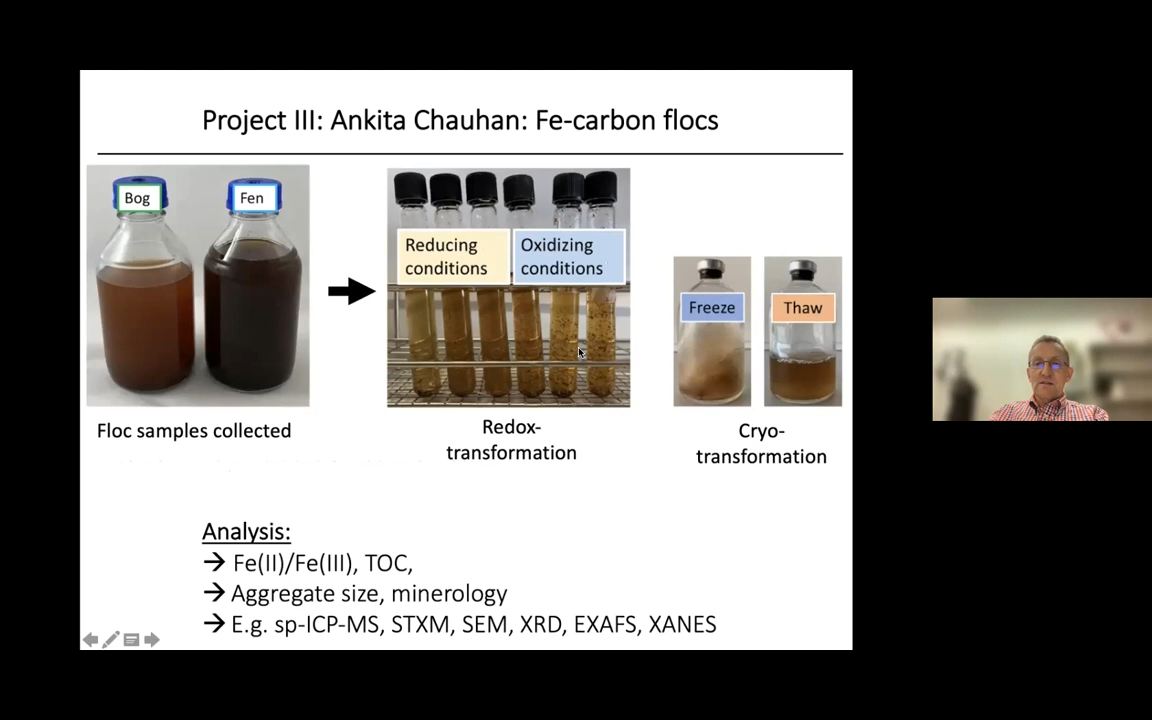 Project III: Ankita Chauhan: Fe-carbon flocs
Bog
Fen
Reducing
conditions
Oxidizing
conditions
Freeze
Thaw
Floc samples collected
Redox-
transformation
Cryo-
transformation
Analysis:
→ Fe(II)/Fe(III), TOC,
→ Aggregate size, minerology
→ E.g. sp-ICP-MS, STXM, SEM, XRD, EXAFS, XANES